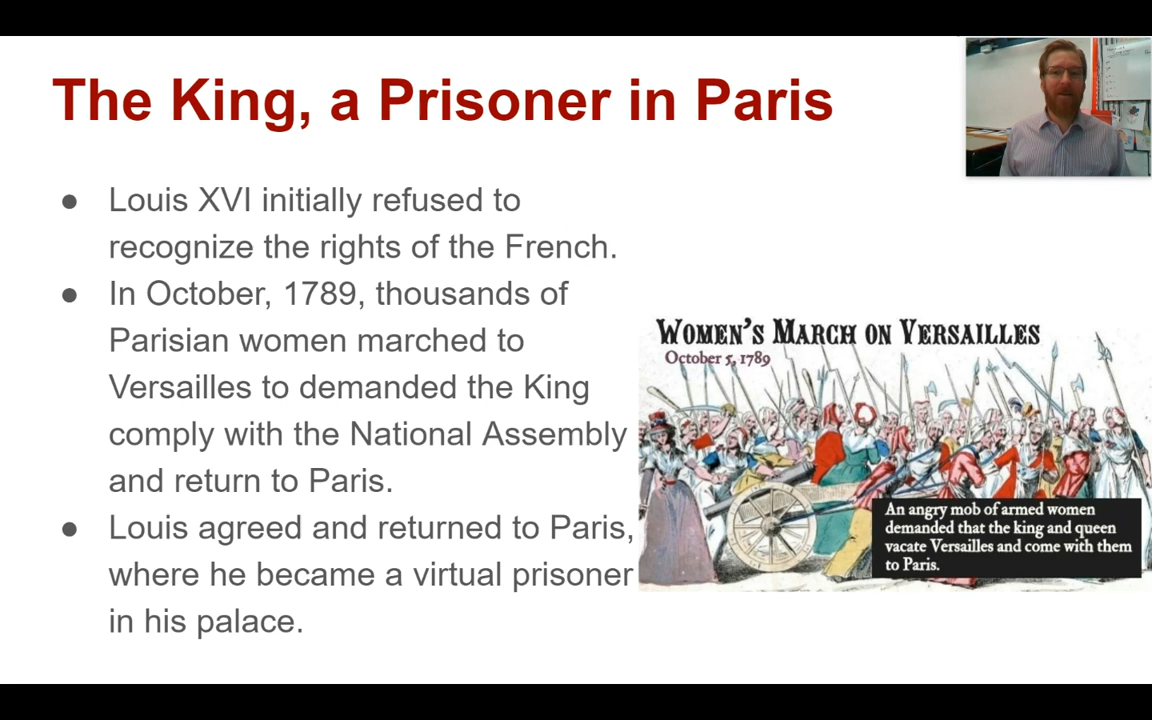 The King, a Prisoner in Paris
● Louis XVI initially refused to
recognize the rights of the French.
● In October, 1789, thousands of
Parisian women marched to
Versailles to demanded the King
comply with the National Assembly
and return to Paris.
● Louis agreed and returned to Paris,
where he became a virtual prisoner
in his palace.
WOMEN'S MARCH ON VERSAILLES
October 5, 1789
An angry mob of armed women
demanded that the king and queen
vacate Versailles and come with them
to Paris.